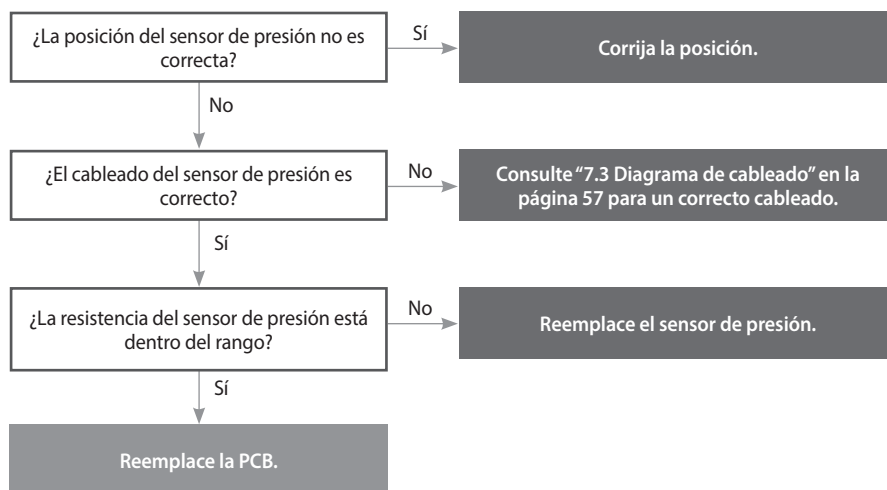 ¿La posición del sensor de presión no es
correcta?
Sí
Corrija la posición.
No
¿El cableado del sensor de presión es
correcto?
No
Consulte “7.3 Diagrama de cableado” en la
página 57 para un correcto cableado.
Sí
¿La resistencia del sensor de presión está
dentro del rango?
No
Reemplace el sensor de presión.
Sí
Reemplace la PCB.